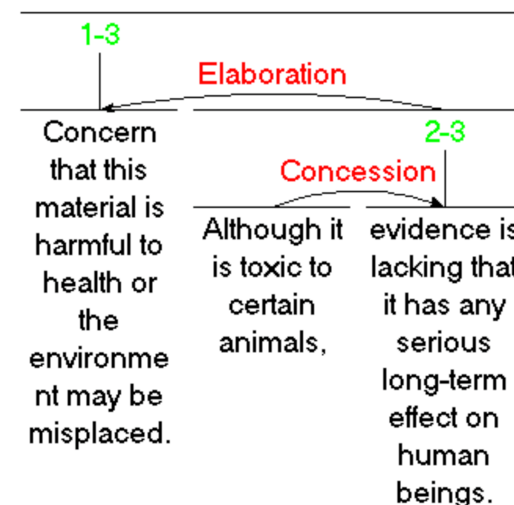 1-3
Elaboration
Concern
that this
material is
harmful to
health or
the
environme
nt may be
misplaced.
2-3
Concession
Although it
is toxic to
certain
animals,
evidence is
lacking that
it has any
serious
long-term
effect on
human
beings.